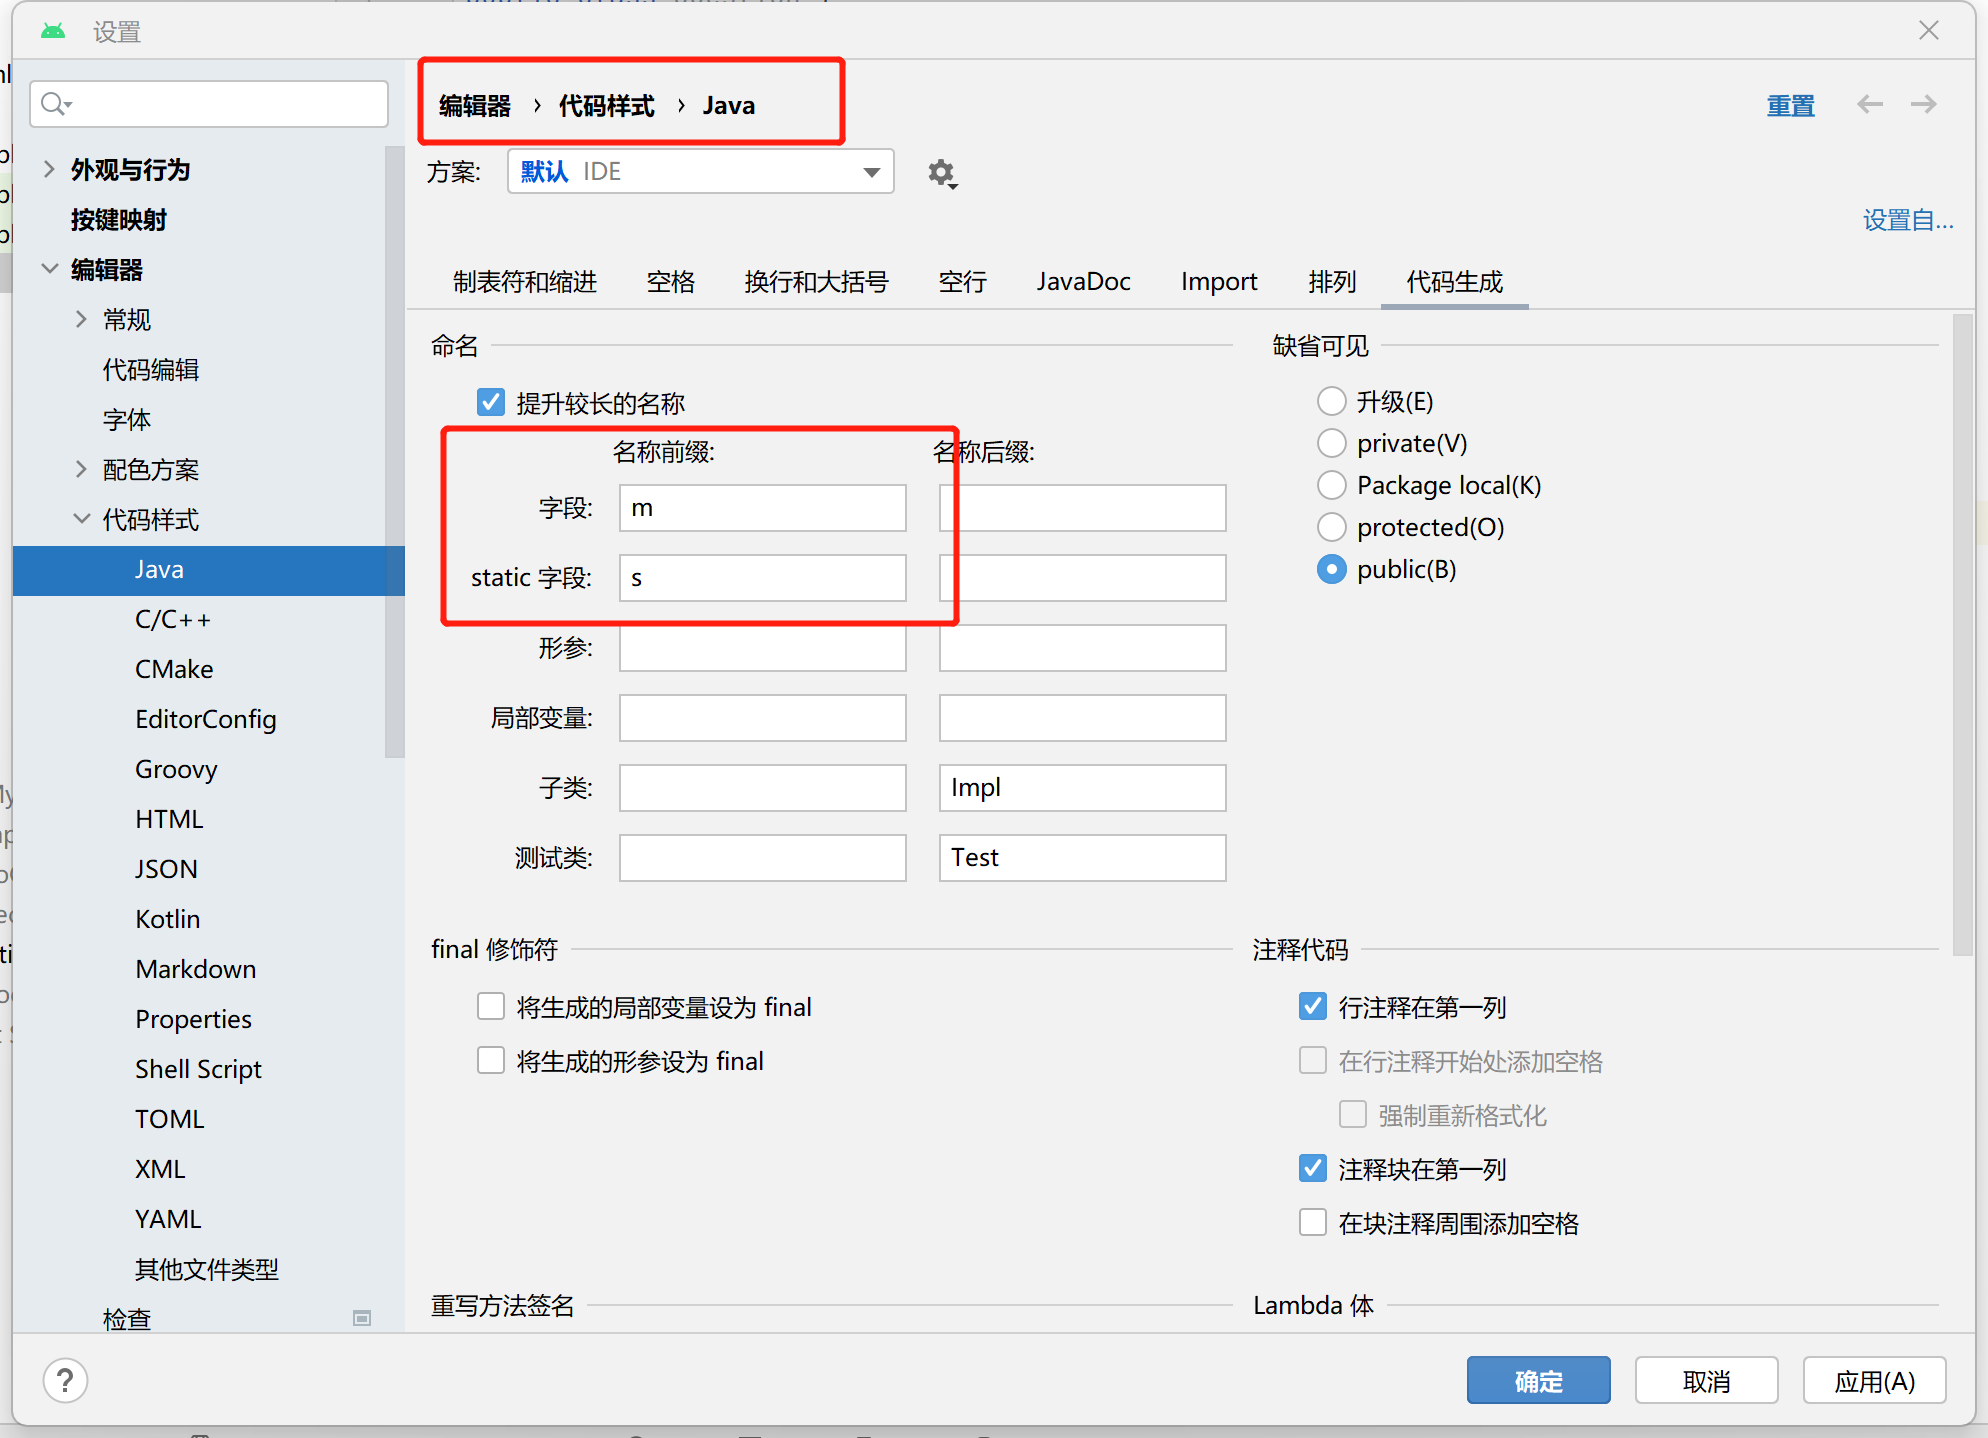 设置
编辑器 › 代码样式 › Java
重置
方案: 默认 IDE
设置自...
外观与行为
按键映射
编辑器
常规
代码编辑
字体
配色方案
代码样式
Java
C/C++
CMake
EditorConfig
Groovy
HTML
JSON
Kotlin
Markdown
Properties
Shell Script
TOML
XML
YAML
其他文件类型
检查
制表符和缩进 空格 换行和大括号 空行 JavaDoc Import 排列 代码生成
命名
提升较长的名称
名称前缀: 名称后缀:
字段: m
static 字段: s
形参:
局部变量:
子类: Impl
测试类: Test
缺省可见
升级(E)
private(V)
Package local(K)
protected(O)
public(B)
final 修饰符
将生成的局部变量设为 final
将生成的形参设为 final
注释代码
行注释在第一列
在行注释开始处添加空格
强制重新格式化
注释块在第一列
在块注释周围添加空格
重写方法签名
Lambda 体
?
确定 取消 应用(A)